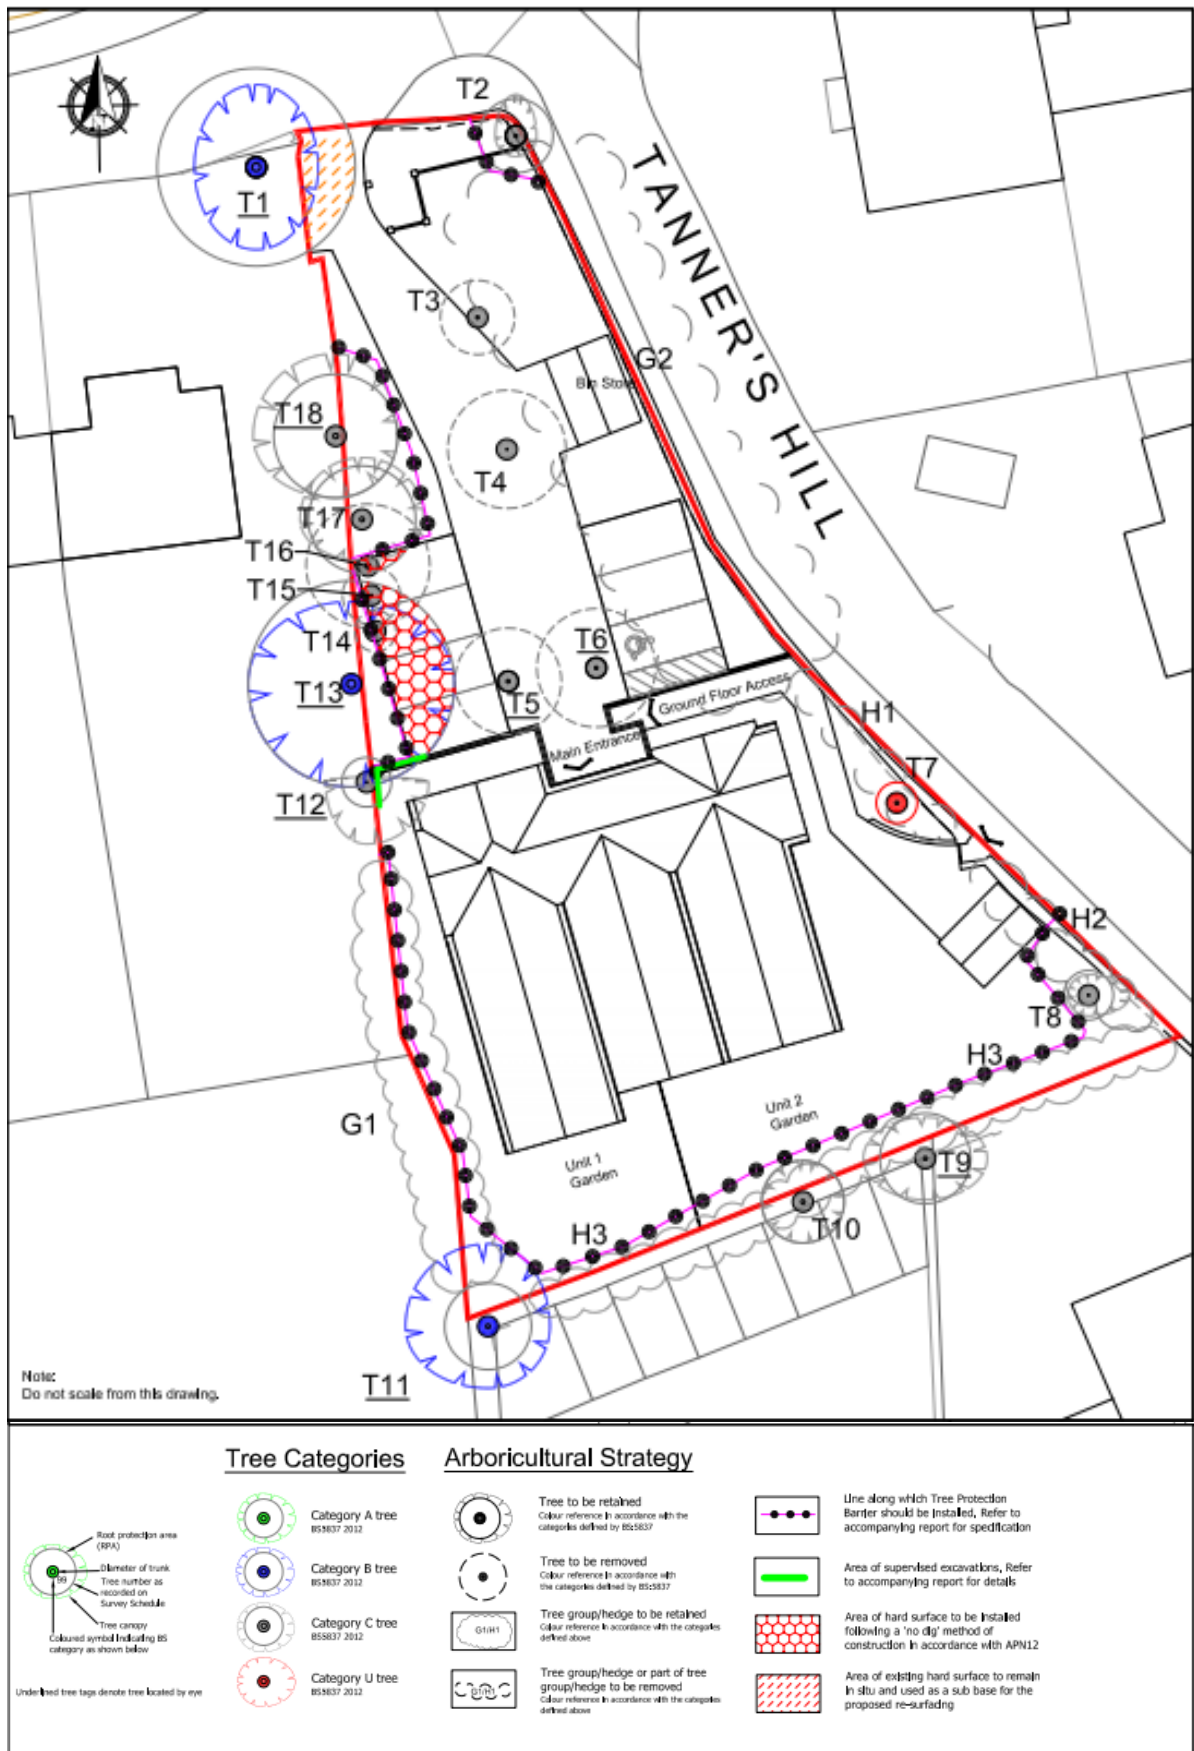 T2
T1
TANNER'S HILL
T3
G2
Bin Store
T18
T4
T17
T16
T15
T14
T6
T13
T5
Ground Floor Access
H1
Main Entrance
T7
T12
H2
T8
H3
G1
Unit 2
Garden
Unit 1
Garden
T9
T10
H3
T11
Note:
Do not scale from this drawing.
Tree Categories
Root protection area
(RPA)
Diameter of trunk
99
Tree number as
recorded on
Survey Schedule
Tree canopy
Coloured symbol indicating BS
category as shown below
Underlined tree tags denote tree located by eye
Category A tree
BS5837 2012
Category B tree
BS5837 2012
Category C tree
BS5837 2012
Category U tree
BS5837 2012
Arboricultural Strategy
Tree to be retained
Colour reference in accordance with the
categories defined by BS:5837
Tree to be removed
Colour reference in accordance with
the categories defined by BS:5837
G1/H1
Tree group/hedge to be retained
Colour reference in accordance with the categories
defined above
G1/H1
Tree group/hedge or part of tree
group/hedge to be removed
Colour reference in accordance with the categories
defined above
Line along which Tree Protection
Barrier should be installed, Refer to
accompanying report for specification
Area of supervised excavations, Refer
to accompanying report for details
Area of hard surface to be installed
following a 'no dig' method of
construction in accordance with APN12
Area of existing hard surface to remain
in situ and used as a sub base for the
proposed re-surfacing